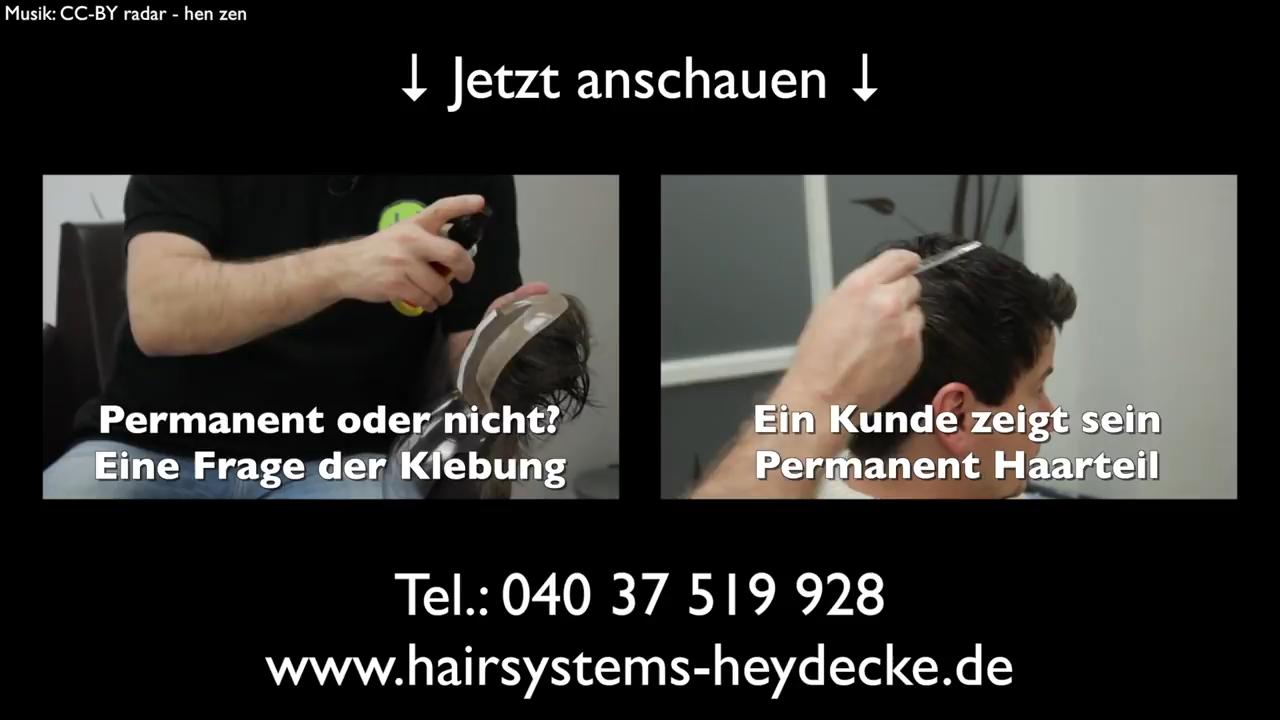 Musik: CC-BY radar - hen zen
↓ Jetzt anschauen ↓
Permanent oder nicht?
Eine Frage der Klebung
Ein Kunde zeigt sein
Permanent Haarteil
Tel.: 040 37 519 928
www.hairsystems-heydecke.de